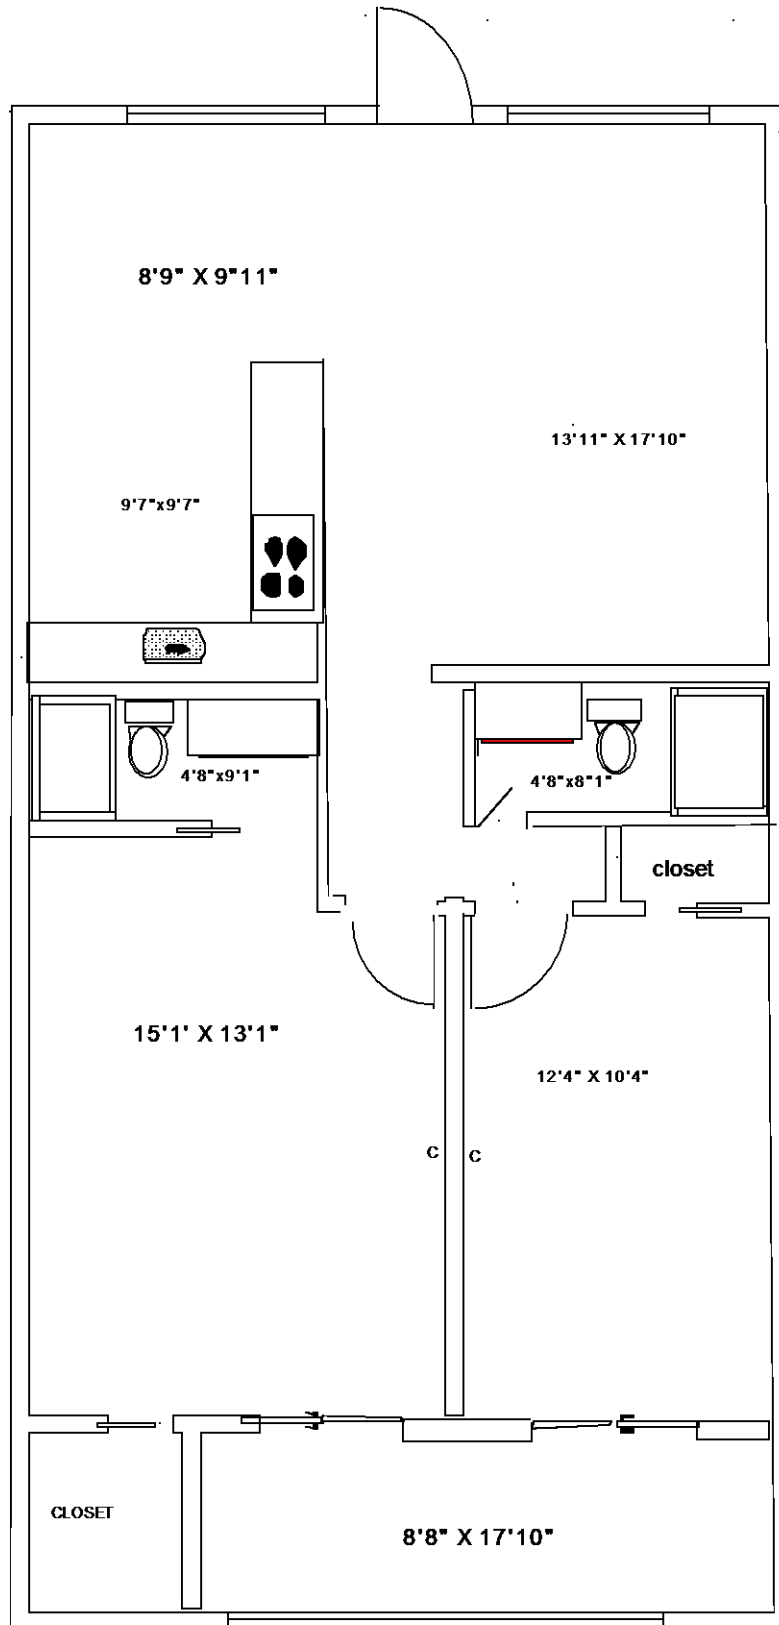 8'9" X 9"11"
13'11" X 17'10"
9'7"x9'7"
4'8"x9'1"
4'8"x8"1"
closet
15'1' X 13'1"
12'4" X 10'4"
C
C
CLOSET
8'8" X 17'10"